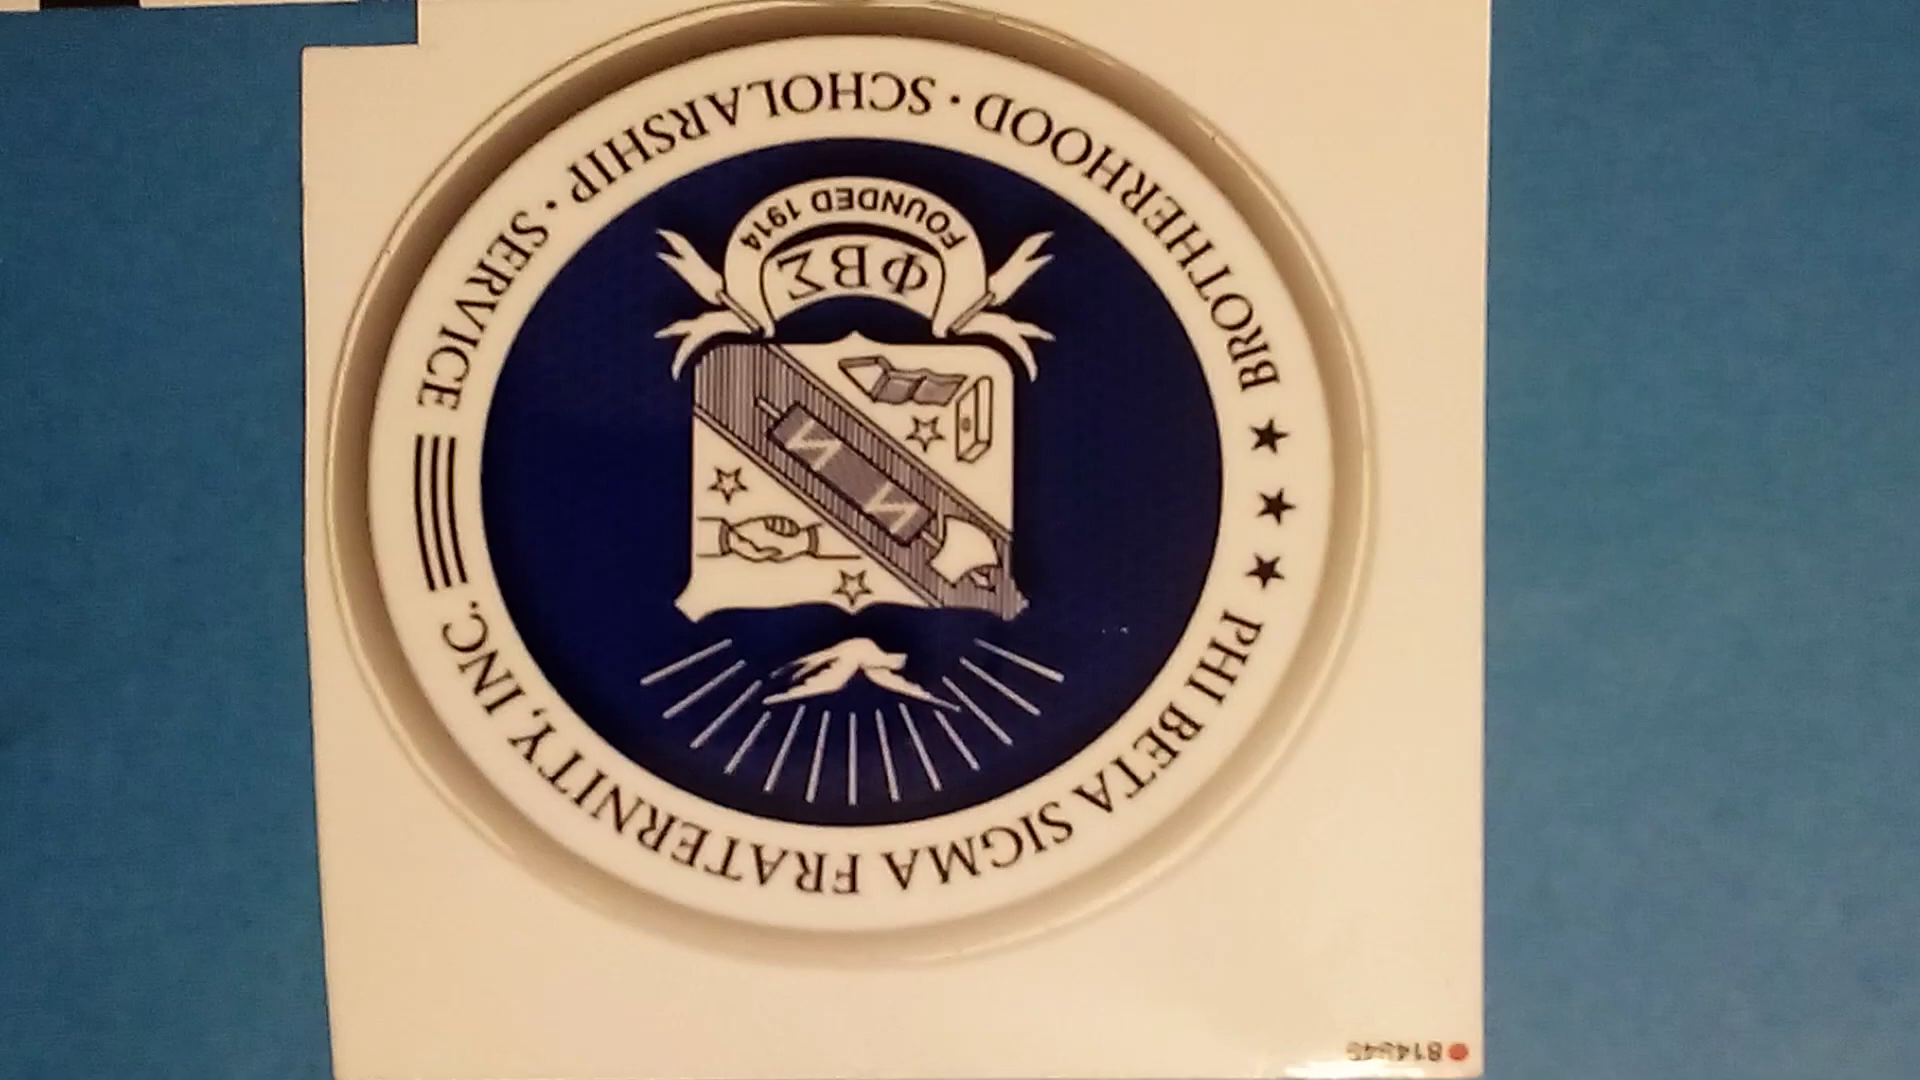 PHI BETA SIGMA FRATERNITY, INC.
BROTHERHOOD · SCHOLARSHIP · SERVICE
ΦΒΣ
FOUNDED 1914